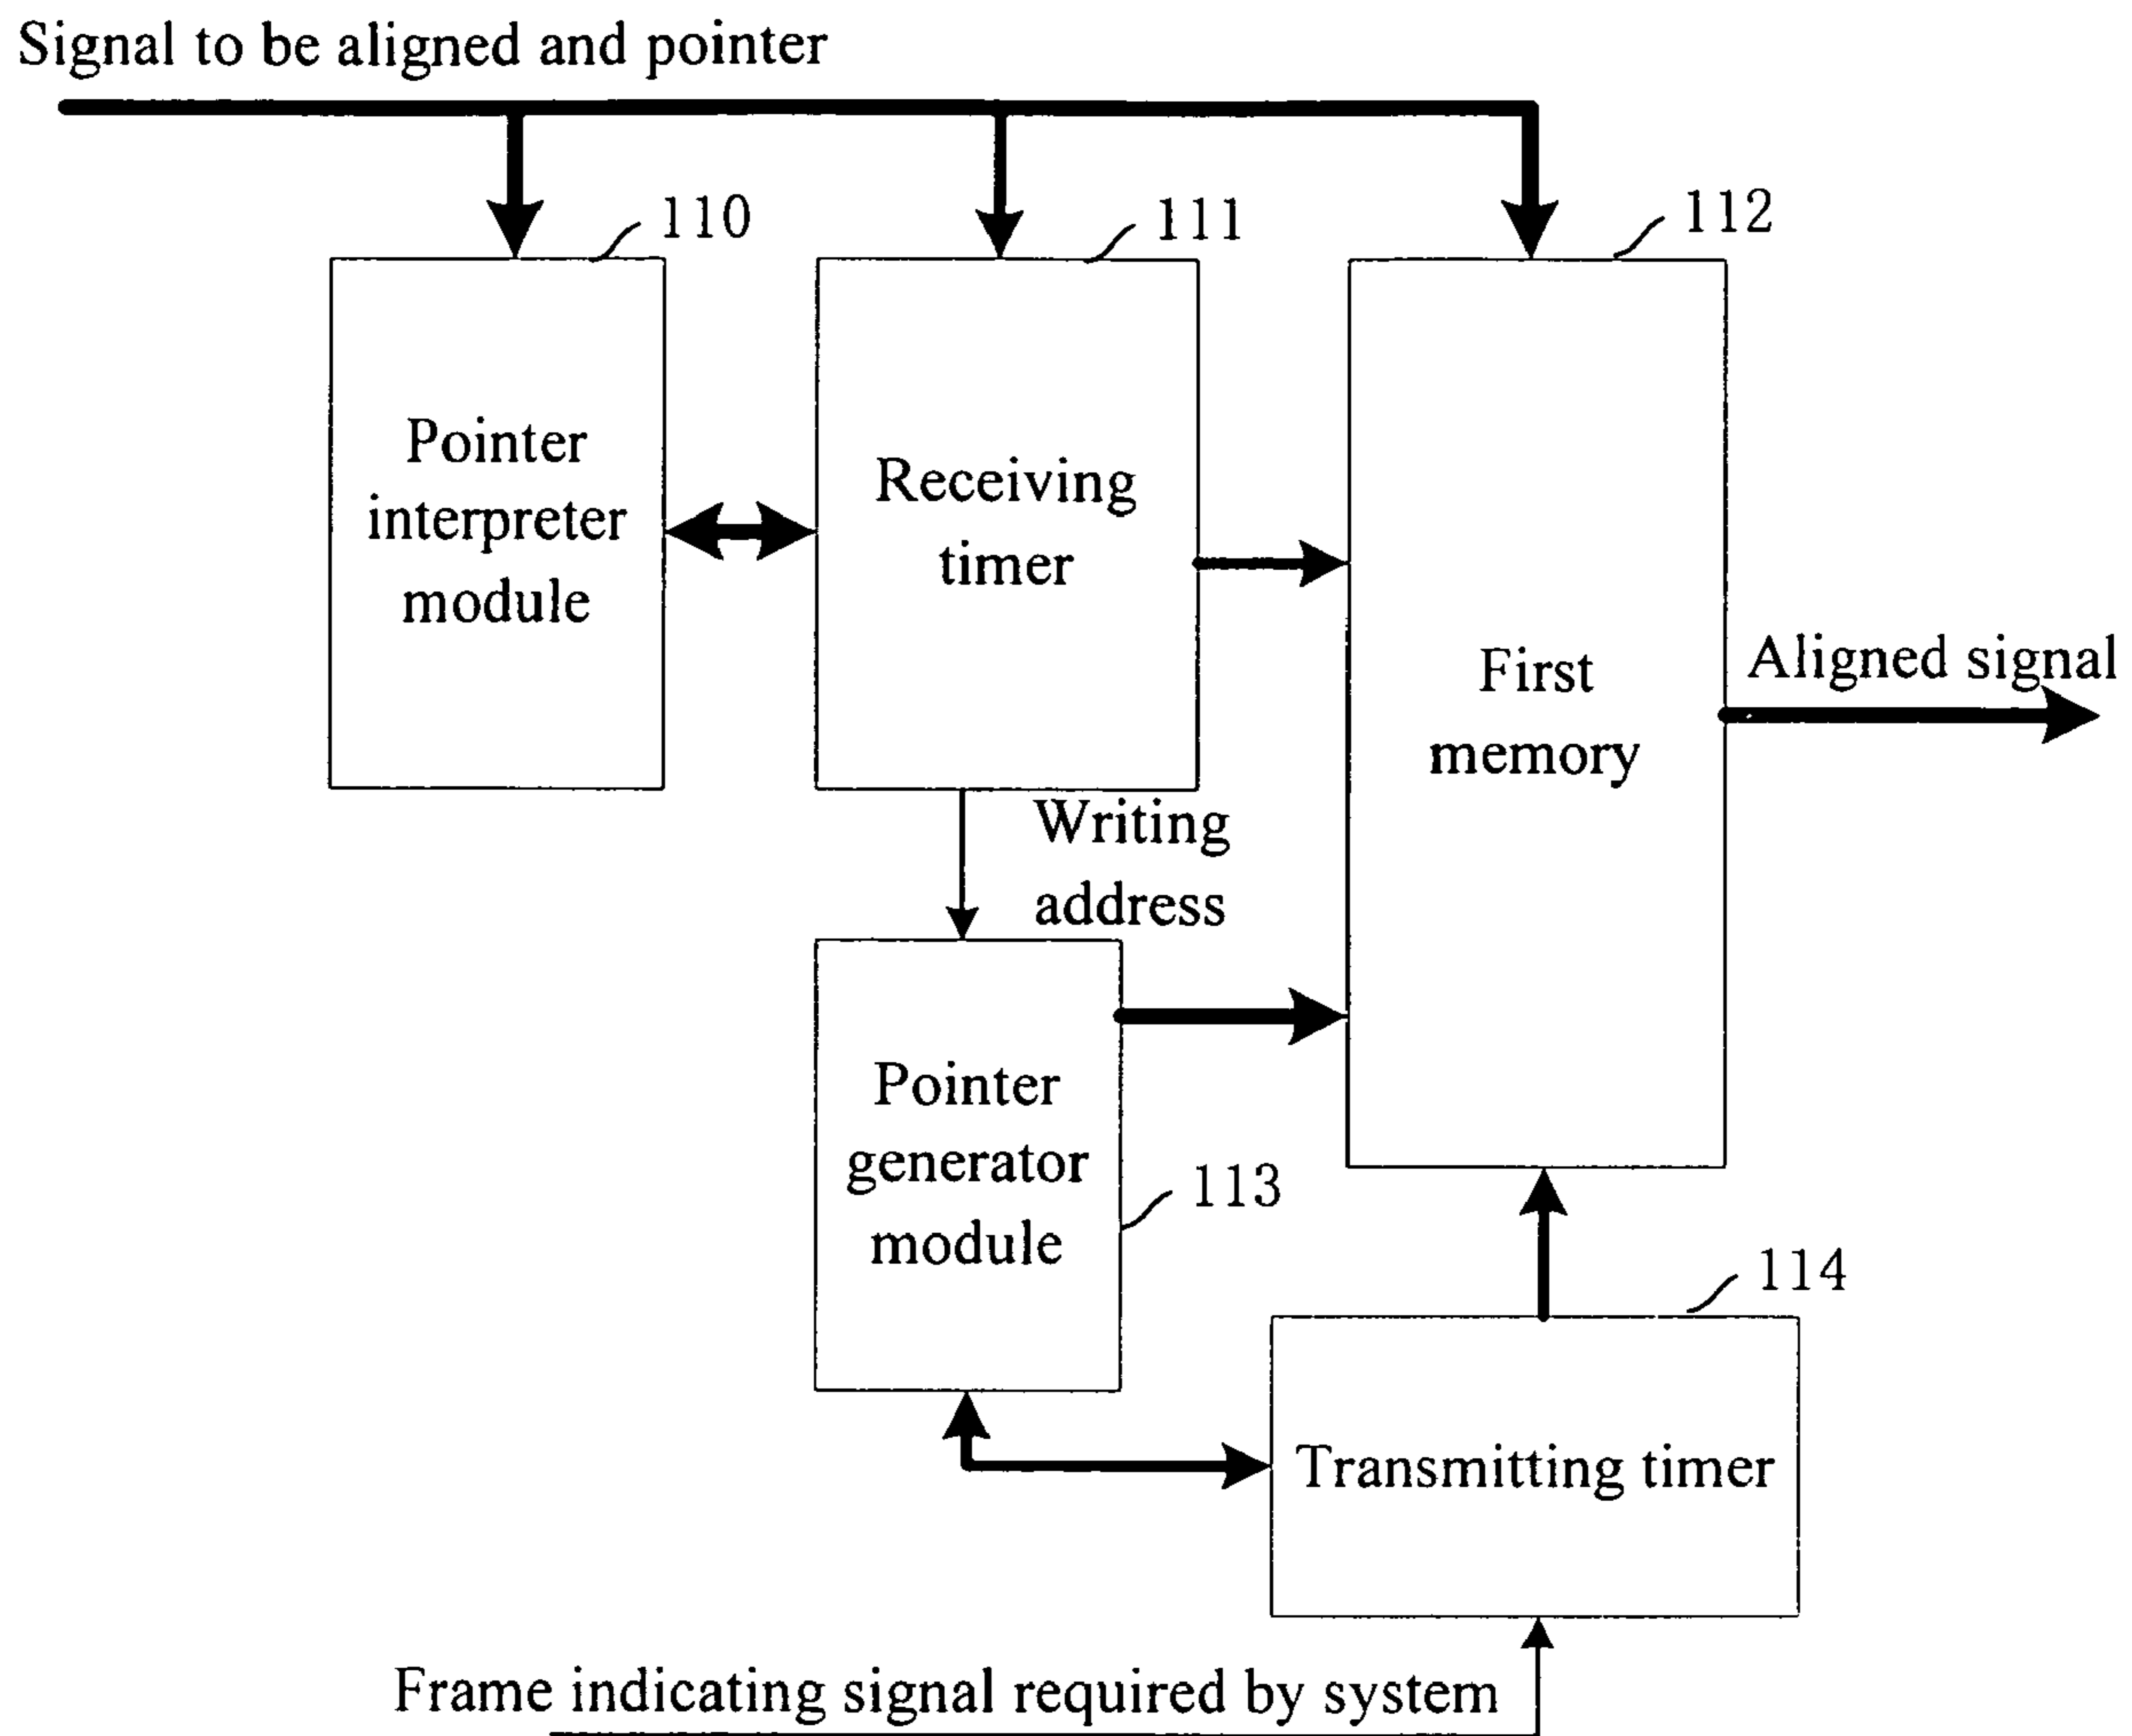 Signal to be aligned and pointer
110
111
112
Pointer
interpreter
module
Receiving
timer
First
memory
Aligned signal
Writing
address
Pointer
generator
module
113
114
Transmitting timer
Frame indicating signal required by system